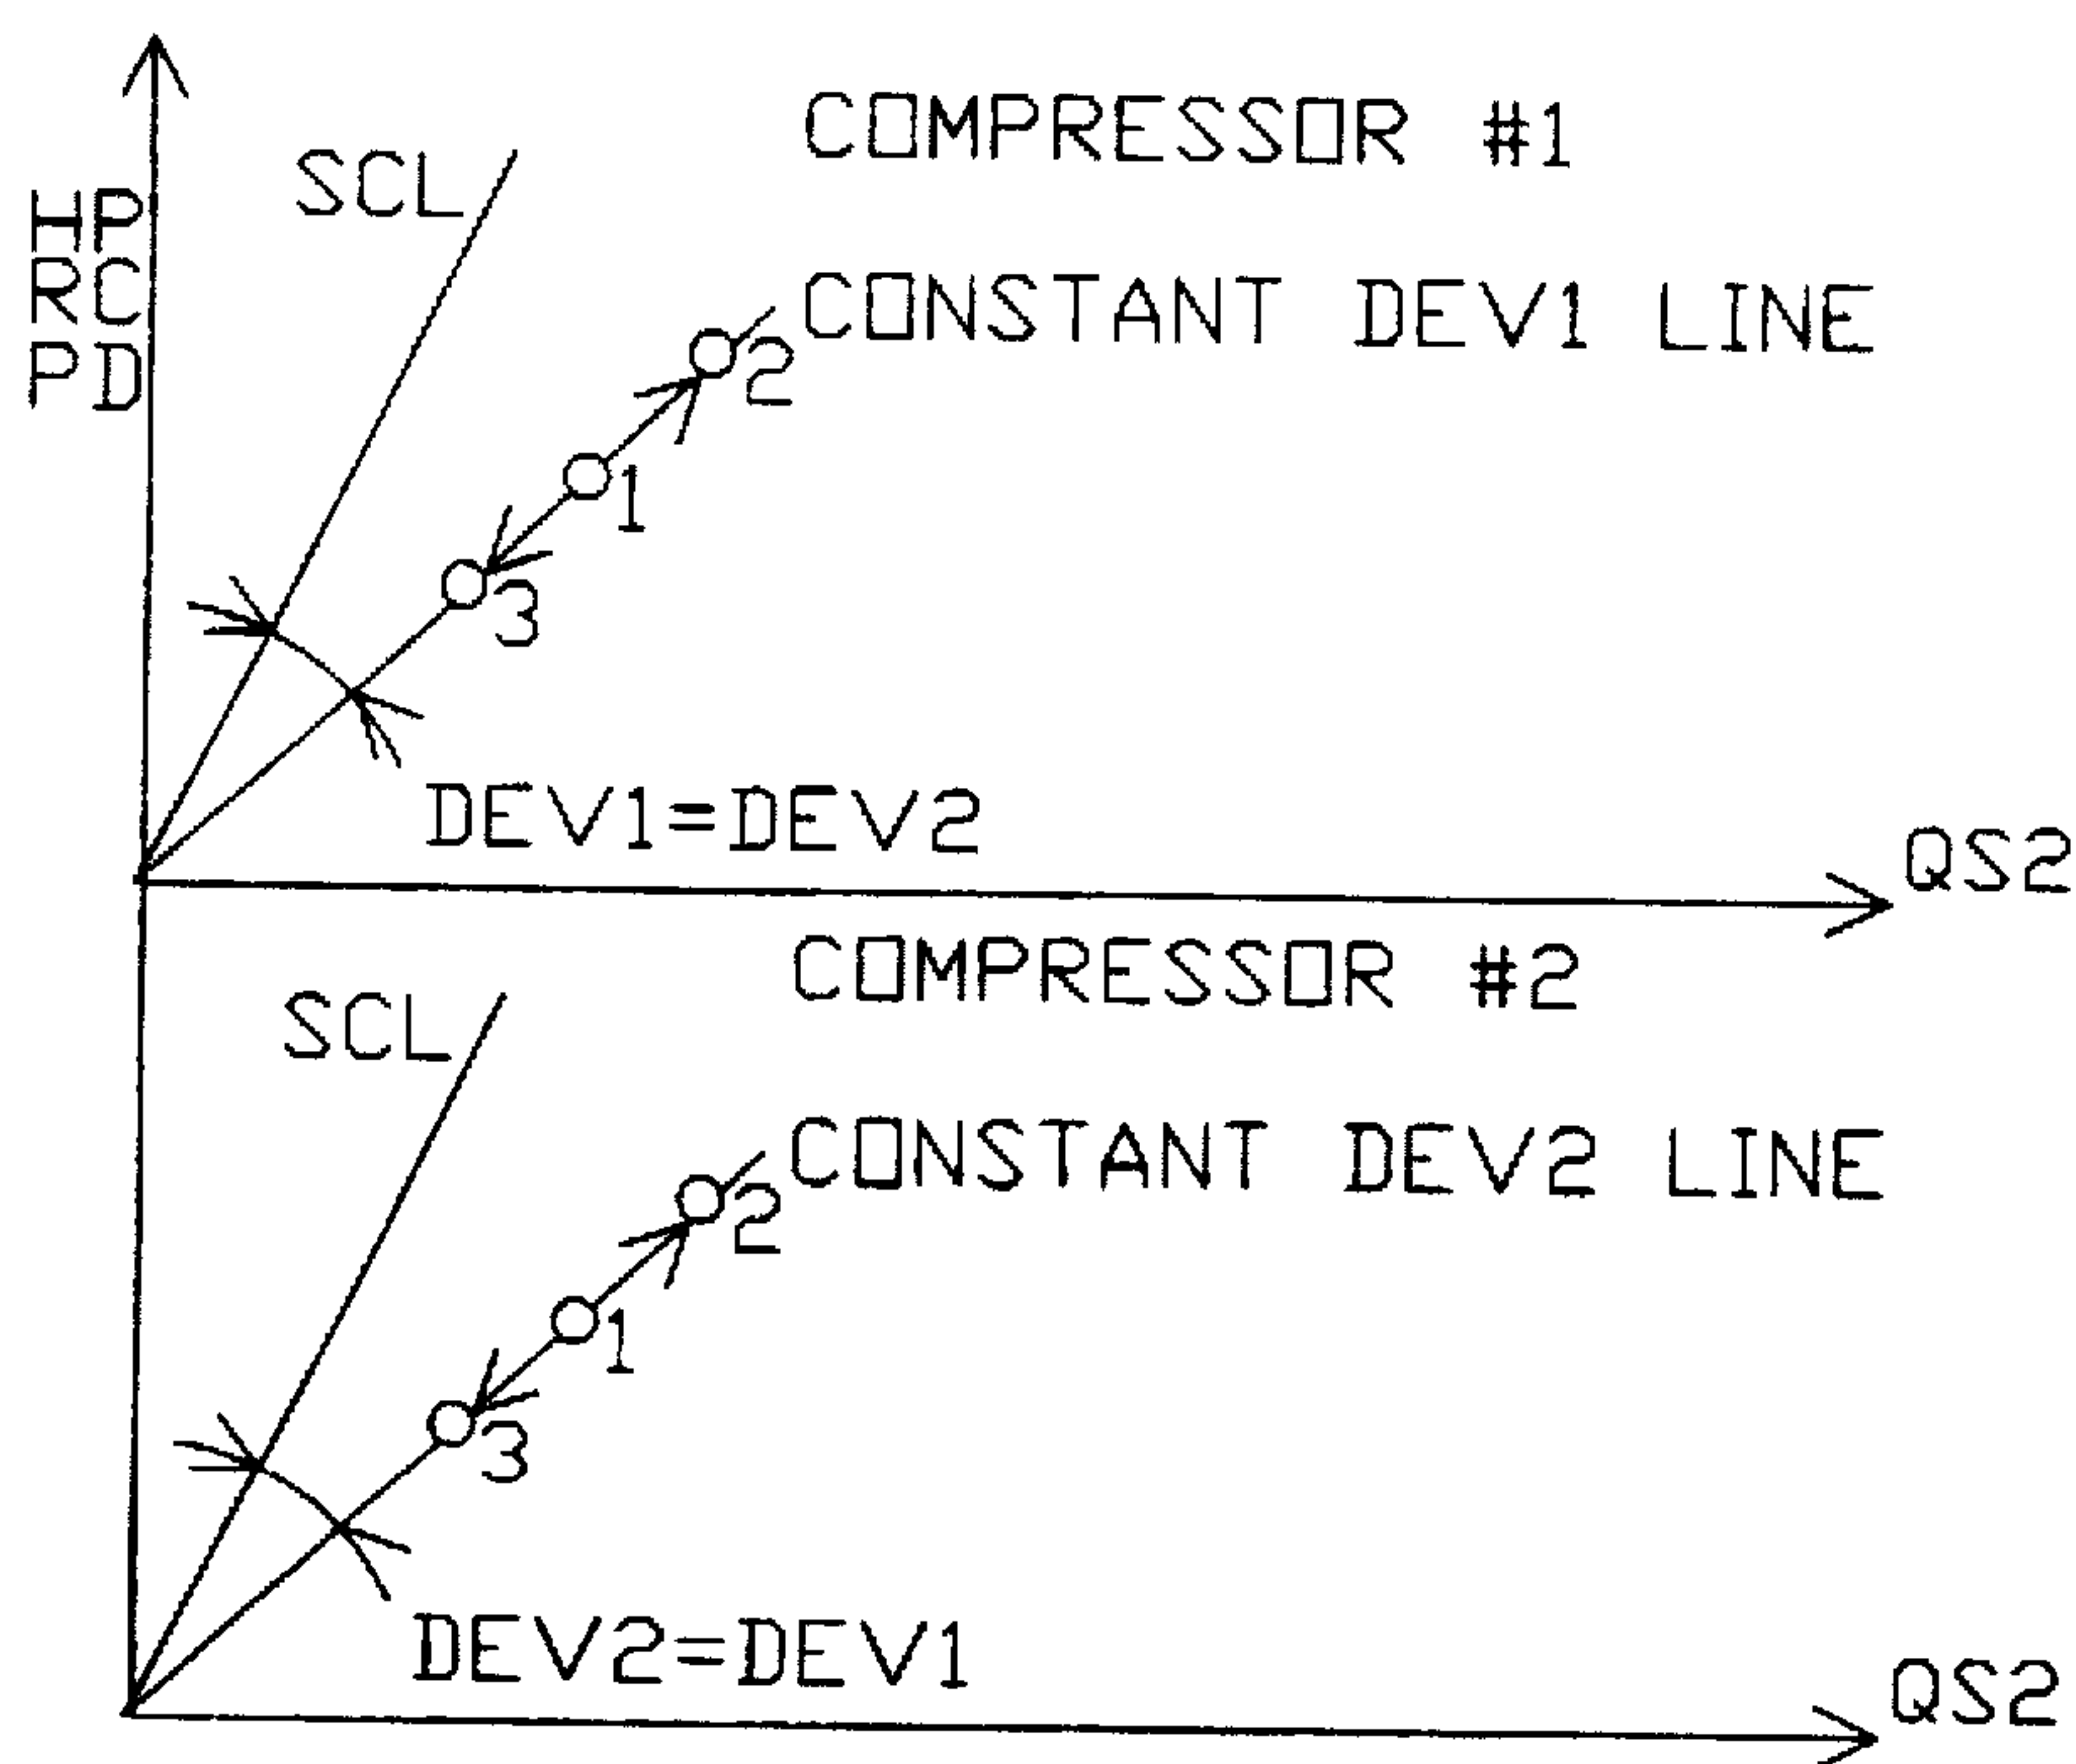 COMPRESSOR #1
SCL
HP
RC
PD
CONSTANT DEV1 LINE
2
1
3
DEV1=DEV2
QS2
COMPRESSOR #2
SCL
CONSTANT DEV2 LINE
2
1
3
DEV2=DEV1
QS2